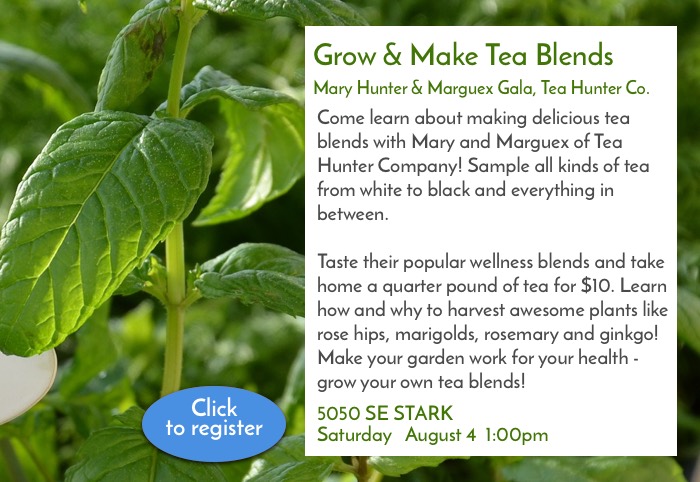 Grow & Make Tea Blends
Mary Hunter & Marguex Gala, Tea Hunter Co.
Come learn about making delicious tea
blends with Mary and Marguex of Tea
Hunter Company! Sample all kinds of tea
from white to black and everything in
between.
Taste their popular wellness blends and take
home a quarter pound of tea for $10. Learn
how and why to harvest awesome plants like
rose hips, marigolds, rosemary and ginkgo!
Make your garden work for your health -
grow your own tea blends!
5050 SE STARK
Saturday August 4 1:00pm
Click
to register